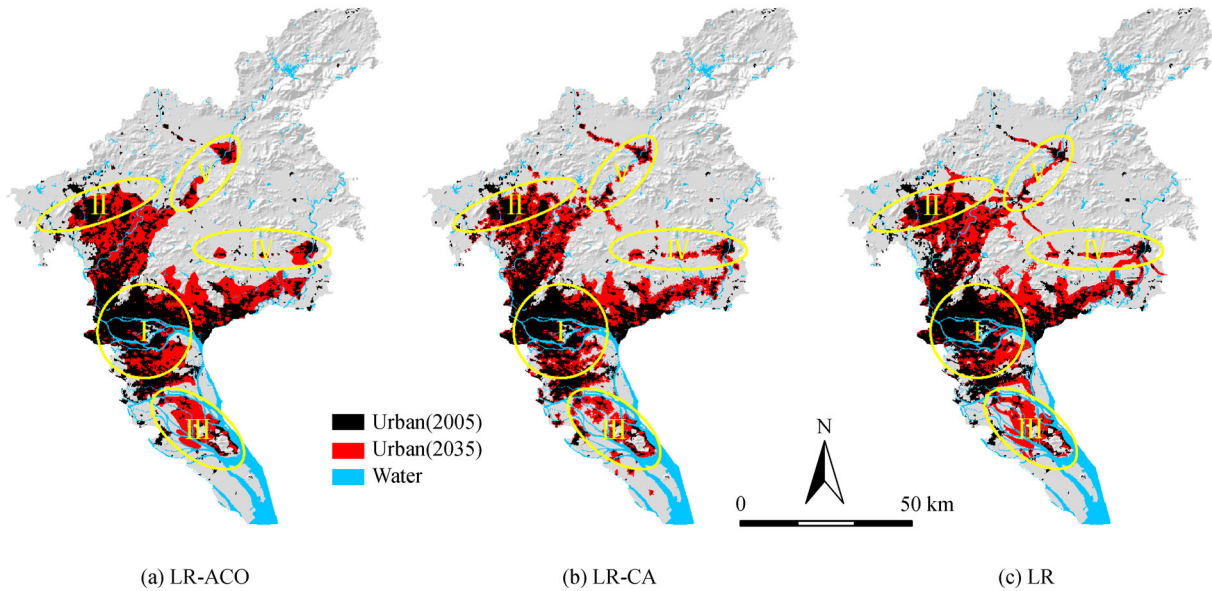 V
V
II
II
II
IV
IV
IV
I
I
I
III
III
III
Urban(2005)
Urban(2035)
Water
N
0 50 km
(a) LR-ACO
(b) LR-CA
(c) LR